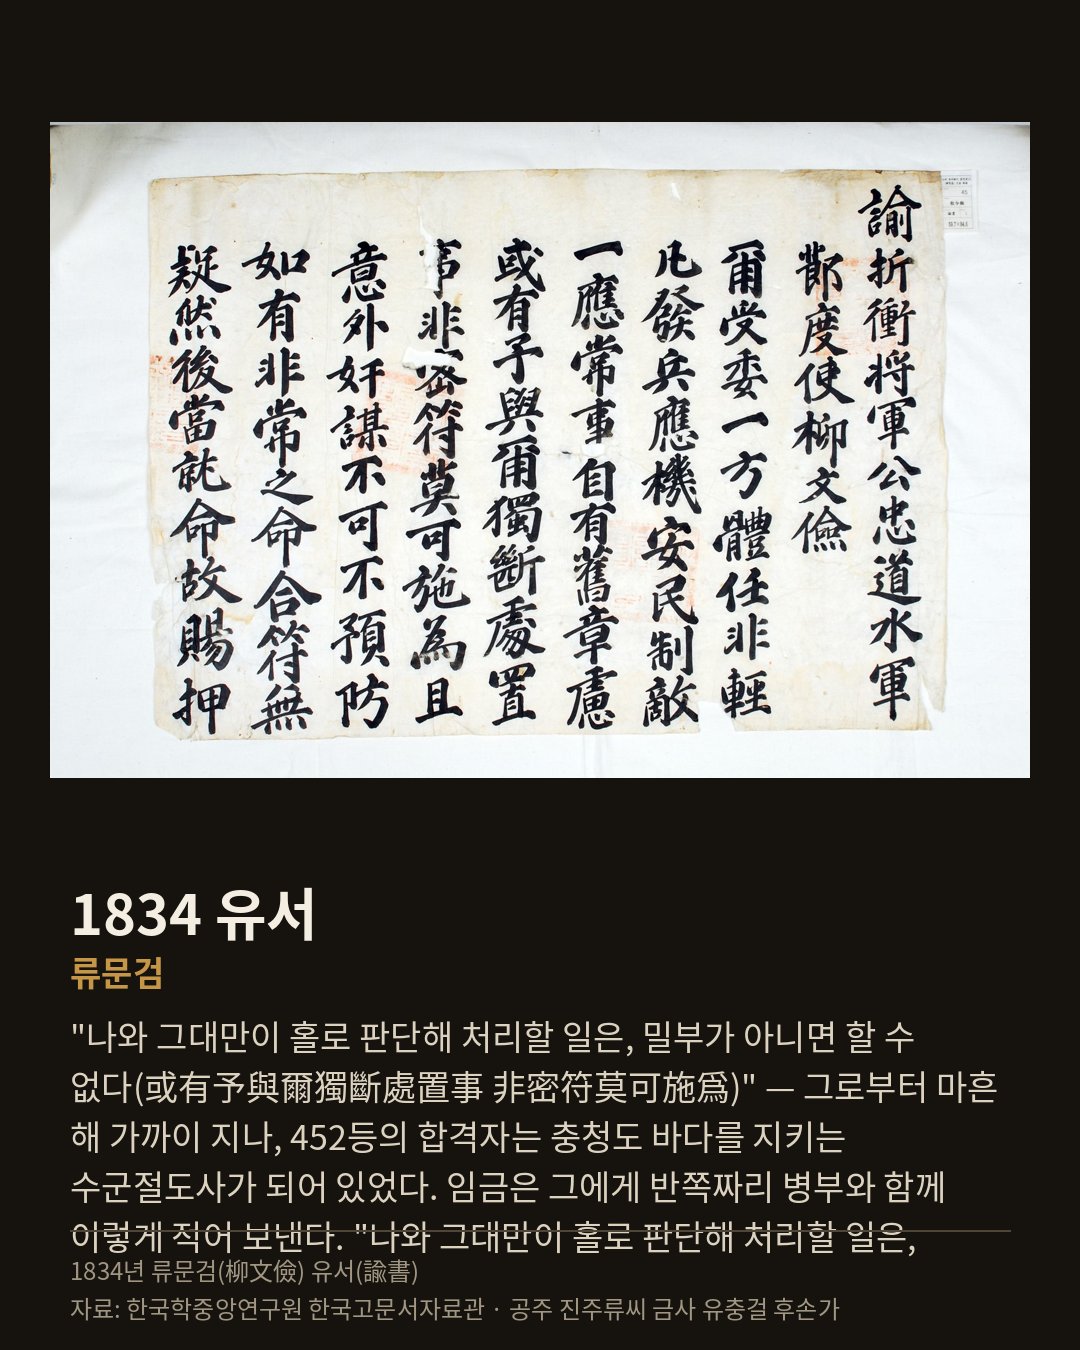 諭折衝將軍公忠道水軍
節度使柳文儉
爾受委一方體任非輕
凡發兵應機安民制敵
一應常事自有舊章慮
或有予與爾獨斷處置
事非密符莫可施為且
意外奸謀不可不預防
如有非常之命合符無
疑然後當就命故賜押
1834 유서
류문검
"나와 그대만이 홀로 판단해 처리할 일은, 밀부가 아니면 할 수
없다(或有予與爾獨斷處置事 非密符莫可施爲)" — 그로부터 마흔
해 가까이 지나, 452등의 합격자는 충청도 바다를 지키는
수군절도사가 되어 있었다. 임금은 그에게 반쪽짜리 병부와 함께
이렇게 적어 보낸다. "나와 그대만이 홀로 판단해 처리할 일은,
1834년 류문검(柳文儉) 유서(諭書)
자료: 한국학중앙연구원 한국고문서자료관 · 공주 진주류씨 금사 유충걸 후손가